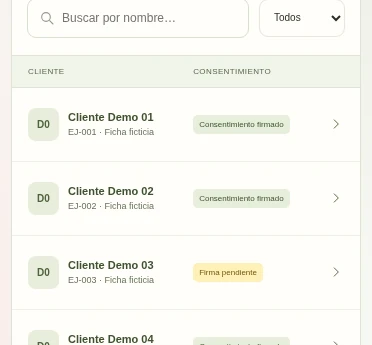 Buscar por nombre…
Todos
CLIENTE
CONSENTIMIENTO
D0
Cliente Demo 01
EJ-001 · Ficha ficticia
Consentimiento firmado
D0
Cliente Demo 02
EJ-002 · Ficha ficticia
Consentimiento firmado
D0
Cliente Demo 03
EJ-003 · Ficha ficticia
Firma pendiente
D0
Cliente Demo 04